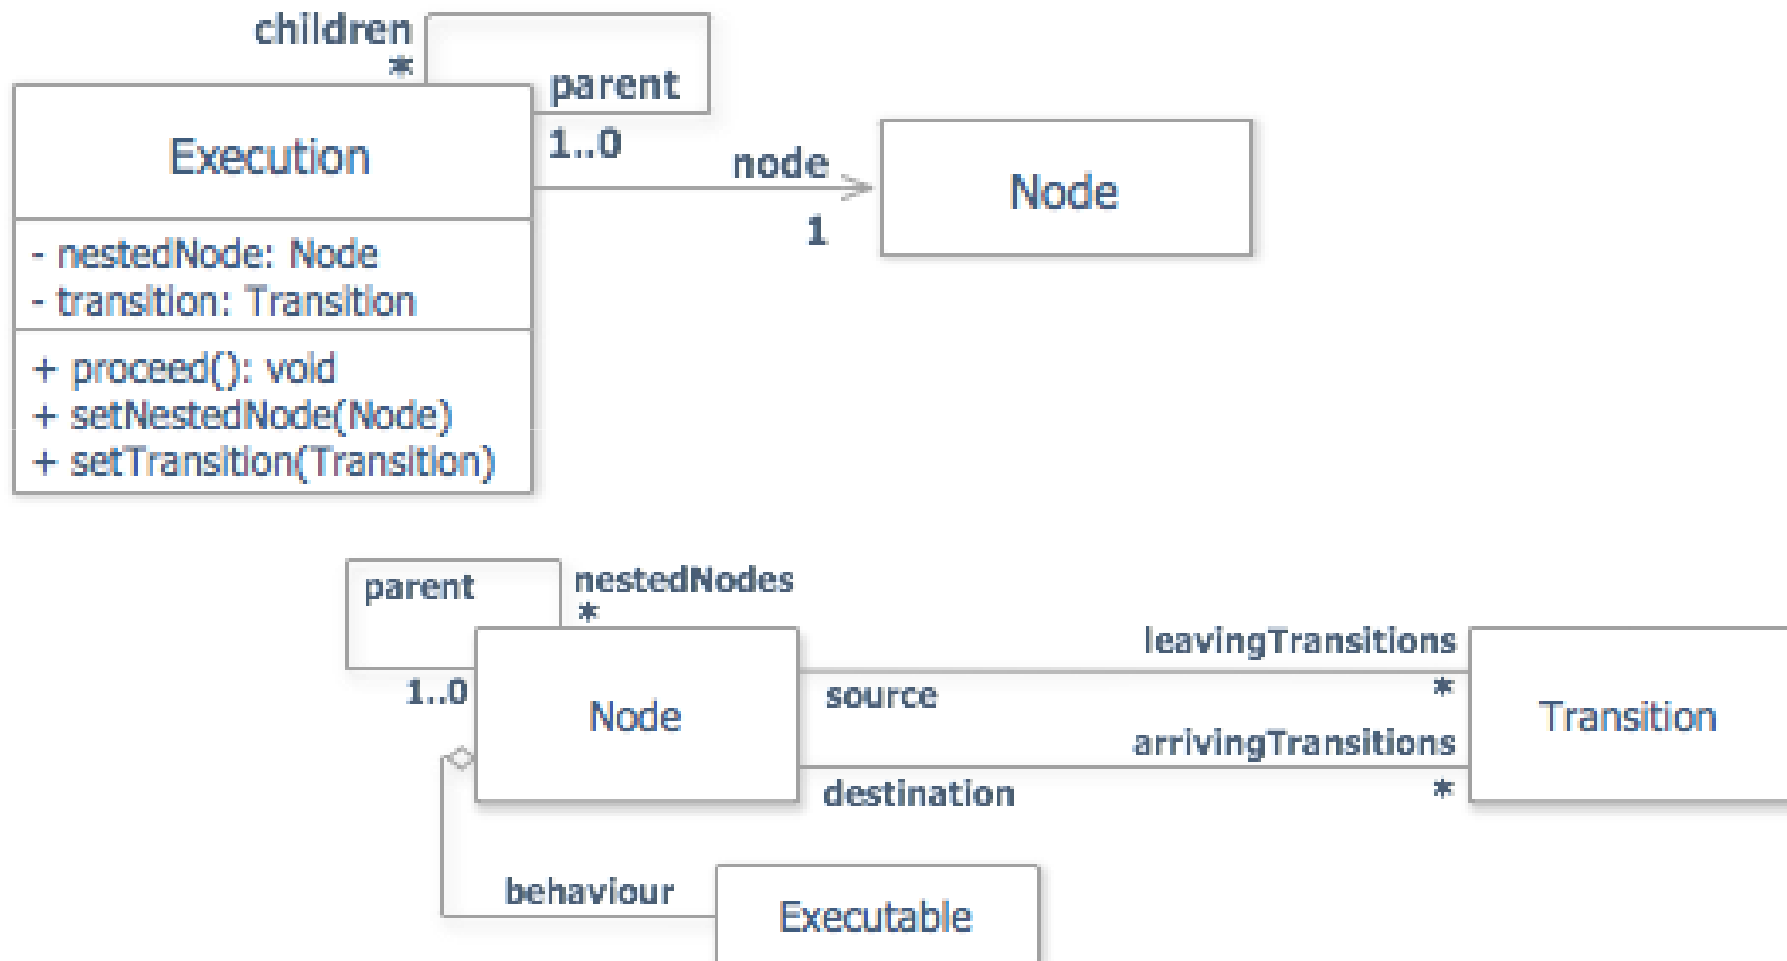 children
*
parent
1..0
Execution
node
1
Node
- nestedNode: Node
- transition: Transition
+ proceed(): void
+ setNestedNode(Node)
+ setTransition(Transition)
parent
nestedNodes
*
1..0
Node
leavingTransitions
*
source
Transition
arrivingTransitions
*
destination
behaviour
Executable